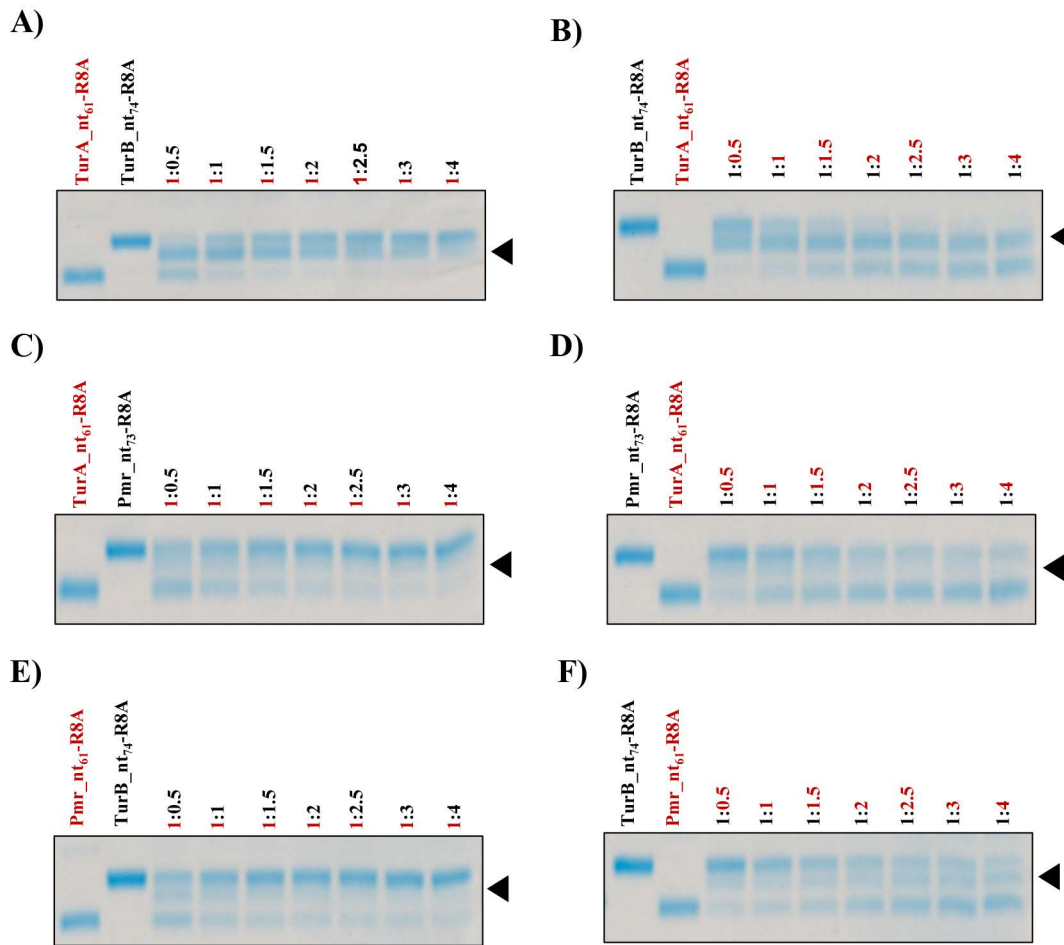 A)
TurA_nt61-R8A
TurB_nt74-R8A
1:0.5
1:1
1:1.5
1:2
1:2.5
1:3
1:4
B)
TurB_nt74-R8A
TurA_nt61-R8A
1:0.5
1:1
1:1.5
1:2
1:2.5
1:3
1:4
C)
TurA_nt61-R8A
Pmr_nt73-R8A
1:0.5
1:1
1:1.5
1:2
1:2.5
1:3
1:4
D)
Pmr_nt73-R8A
TurA_nt61-R8A
1:0.5
1:1
1:1.5
1:2
1:2.5
1:3
1:4
E)
Pmr_nt61-R8A
TurB_nt74-R8A
1:0.5
1:1
1:1.5
1:2
1:2.5
1:3
1:4
F)
TurB_nt74-R8A
Pmr_nt61-R8A
1:0.5
1:1
1:1.5
1:2
1:2.5
1:3
1:4